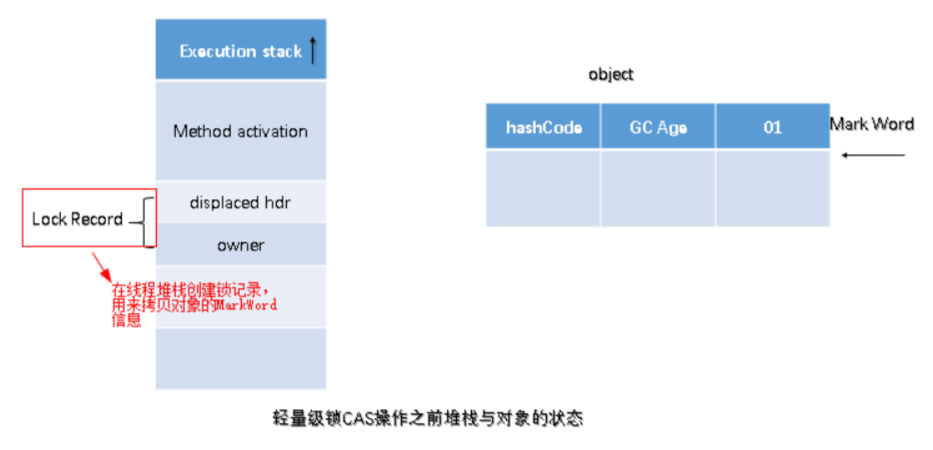 Execution stack
Method activation
displaced hdr
owner
Lock Record
在线程堆栈创建锁记录，
用来拷贝对象的MarkWord
信息
object
hashCode GC Age 01
Mark Word
轻量级锁CAS操作之前堆栈与对象的状态